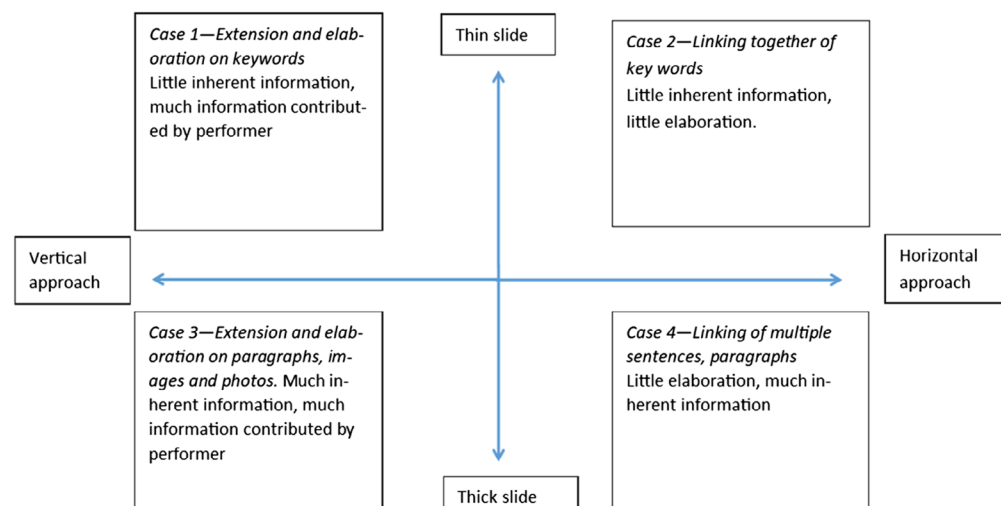 Case 1—Extension and elab-
oration on keywords
Little inherent information,
much information contribut-
ed by performer
Thin slide
Case 2—Linking together of
key words
Little inherent information,
little elaboration.
Vertical
approach
Horizontal
approach
Case 3—Extension and elab-
oration on paragraphs, im-
ages and photos. Much in-
herent information, much
information contributed by
performer
Case 4—Linking of multiple
sentences, paragraphs
Little elaboration, much in-
herent information
Thick slide